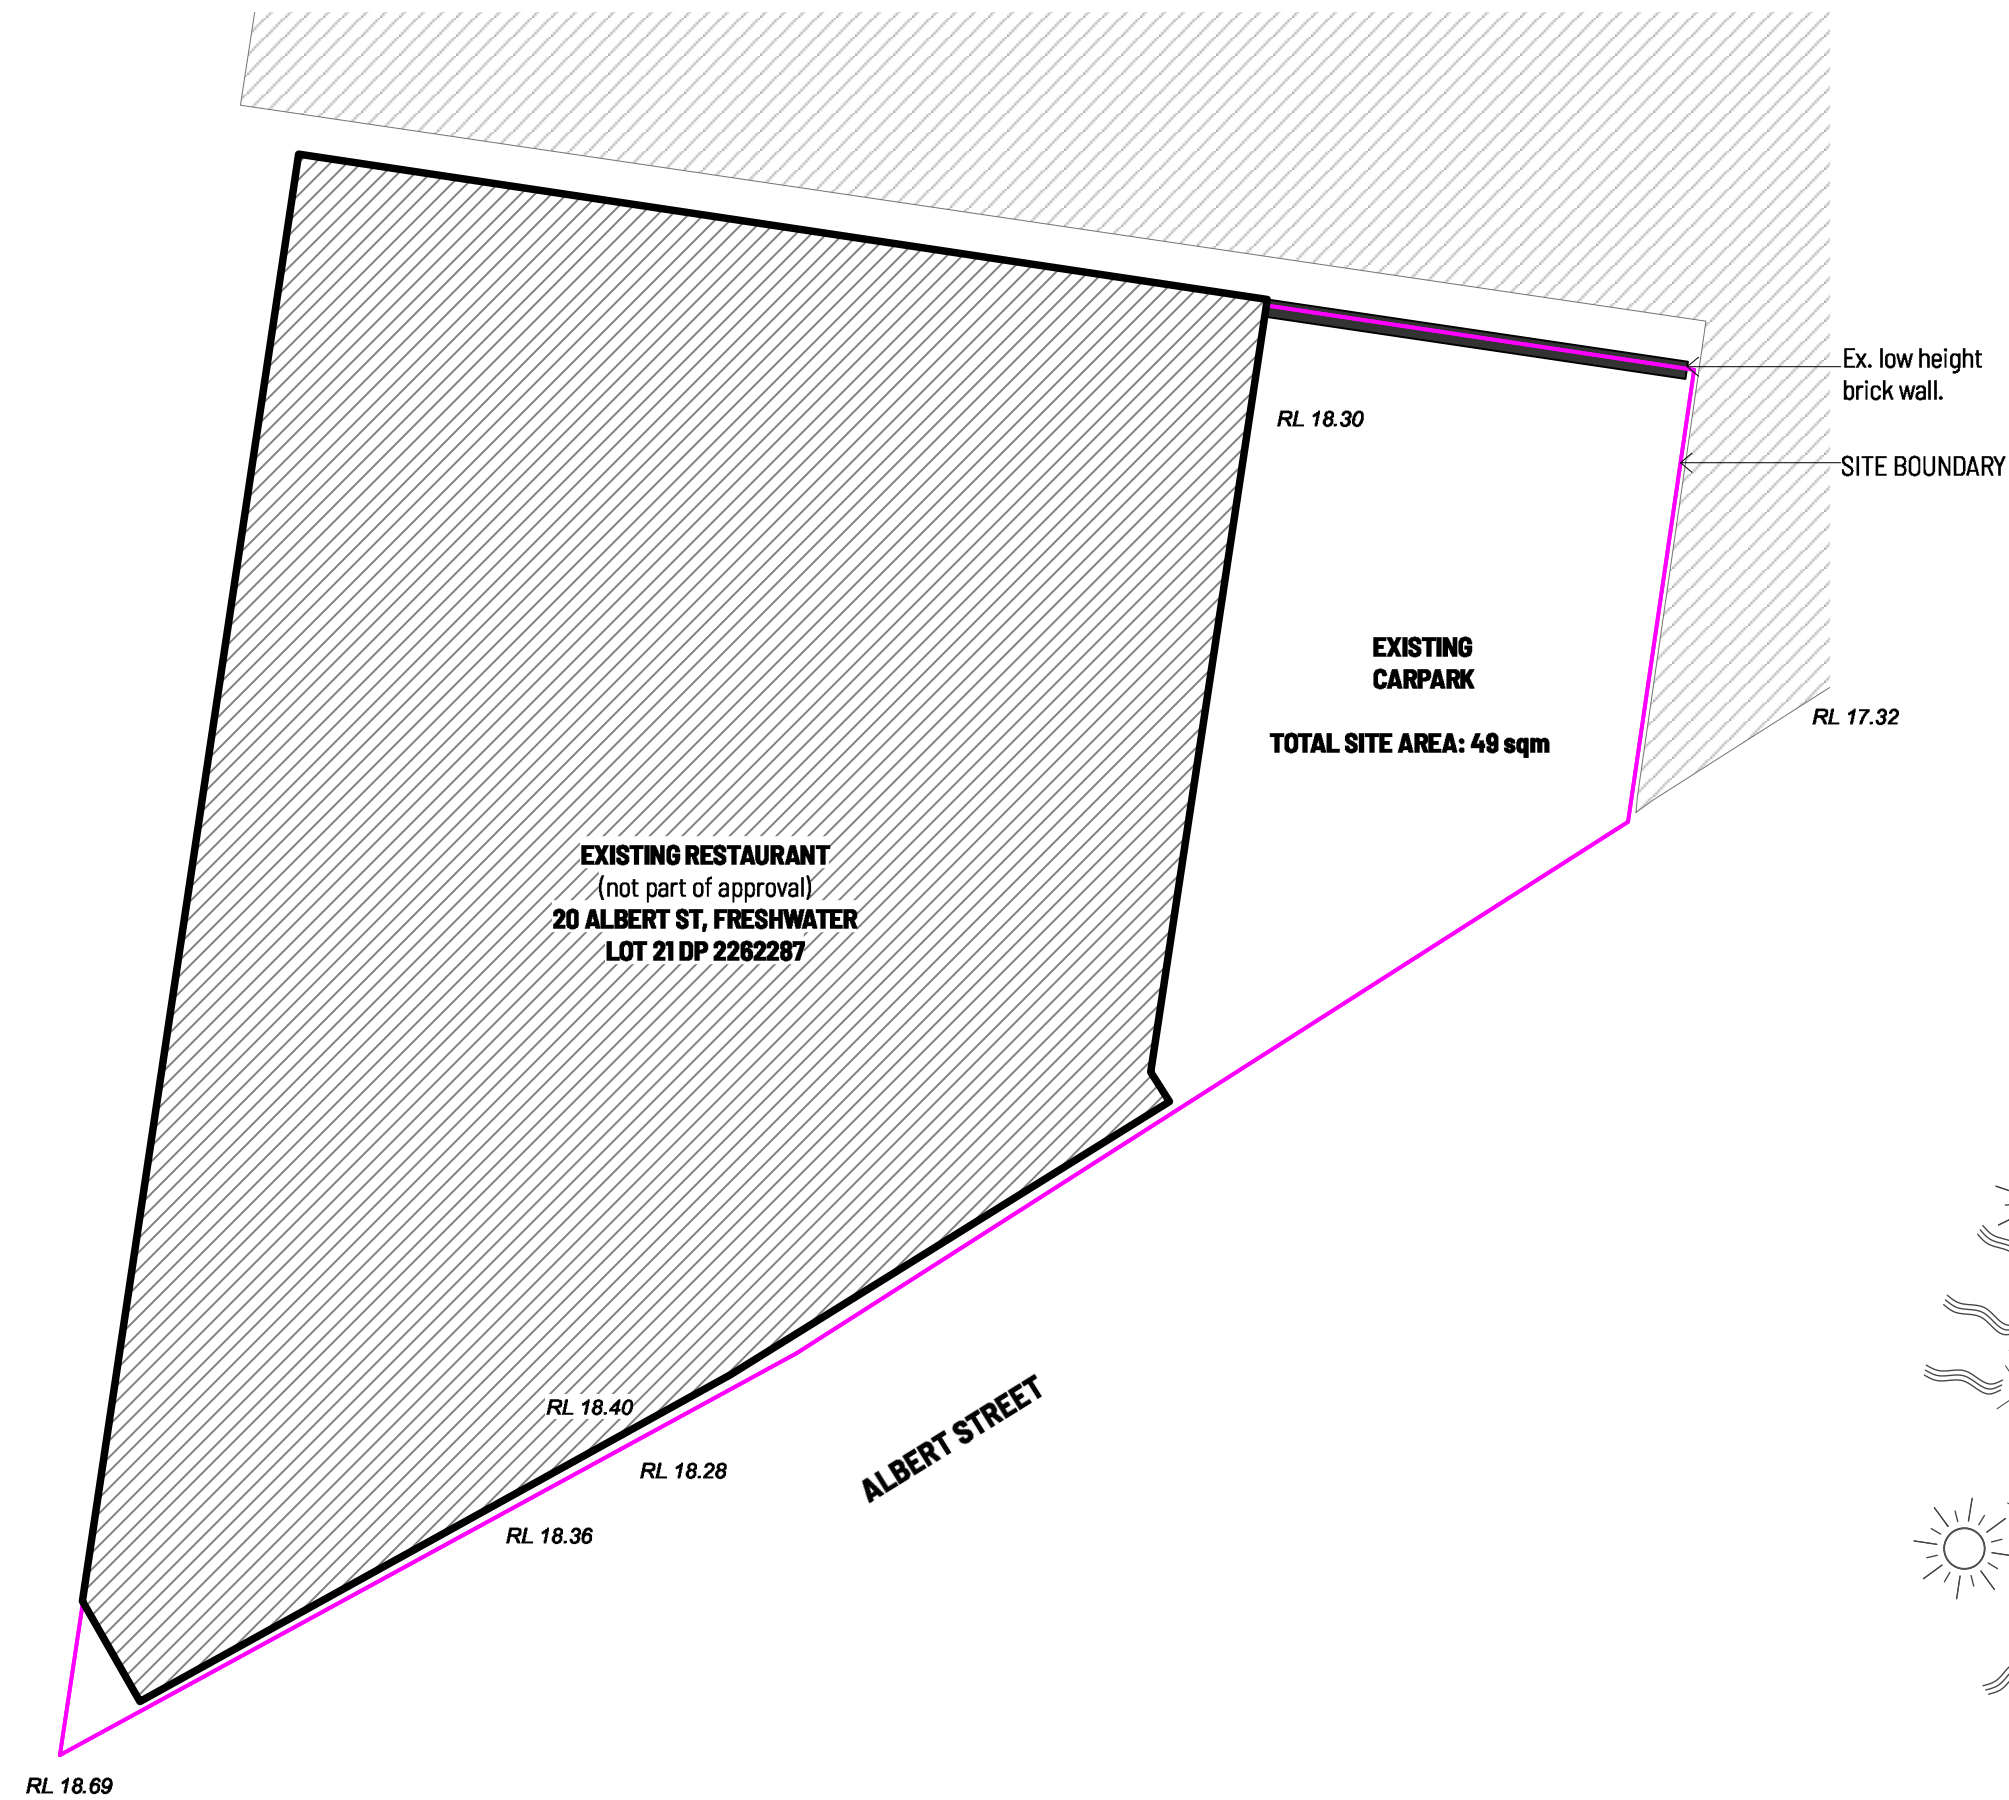 Ex. low height
brick wall.
RL 18.30
SITE BOUNDARY
EXISTING
CARPARK
RL 17.32
TOTAL SITE AREA: 49 sqm
EXISTING RESTAURANT
(not part of approval)
20 ALBERT ST, FRESHWATER
LOT 21 DP 2262287
RL 18.40
ALBERT STREET
RL 18.28
RL 18.36
RL 18.69